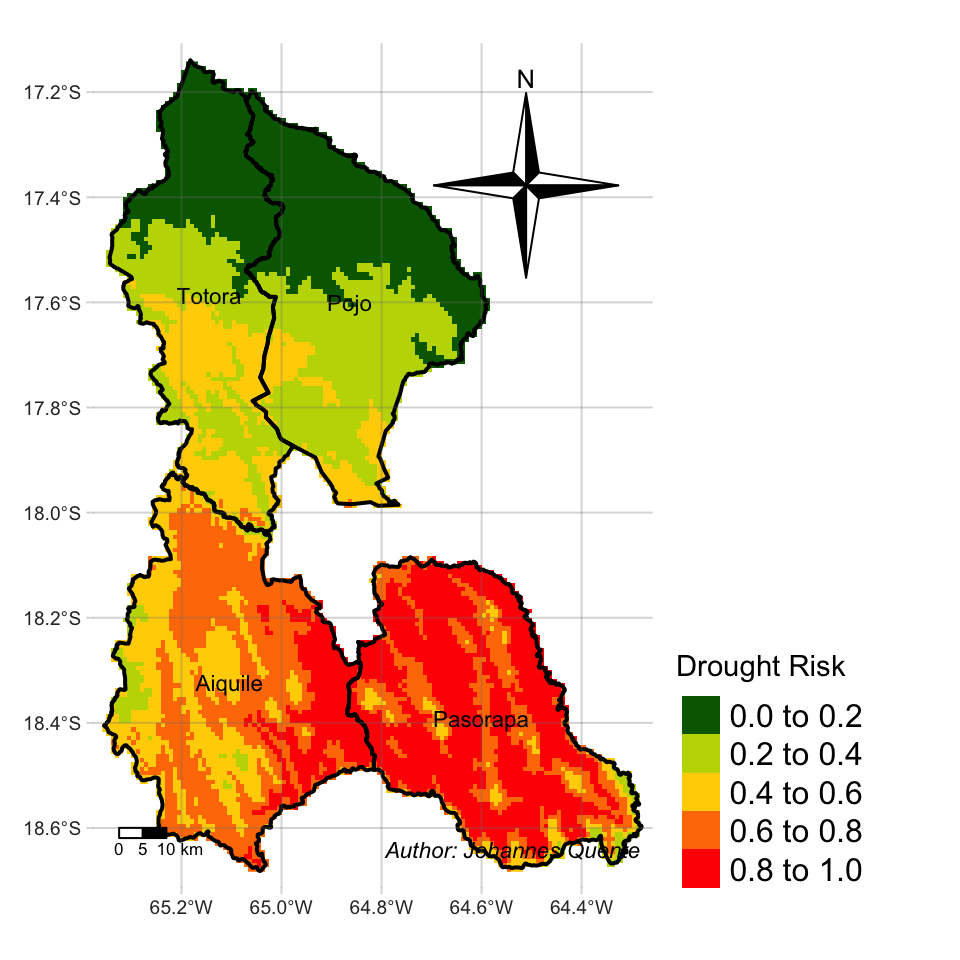 N
17.2°S
17.4°S
17.6°S
17.8°S
18.0°S
18.2°S
18.4°S
18.6°S
Totora
Pojo
Aiquile
Pasorapa
Drought Risk
0.0 to 0.2
0.2 to 0.4
0.4 to 0.6
0.6 to 0.8
0.8 to 1.0
0 5 10 km
Author: Johannes Quente
65.2°W 65.0°W 64.8°W 64.6°W 64.4°W